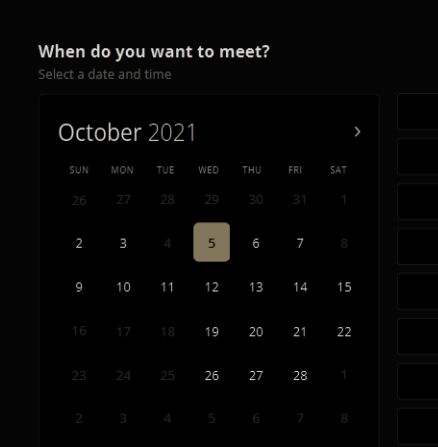 When do you want to meet?
Select a date and time
October 2021
SUN MON TUE WED THU FRI SAT
26 27 28 29 30 31 1
2 3 4 5 6 7 8
9 10 11 12 13 14 15
16 17 18 19 20 21 22
23 24 25 26 27 28 1
2 3 4 5 6 7 8